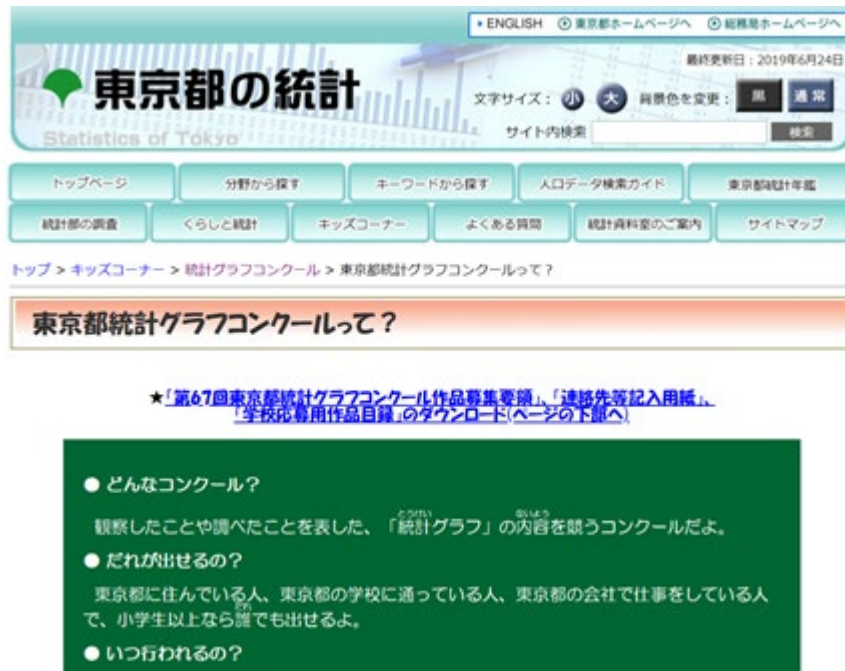 ENGLISH 東京都ホームページへ 総務局ホームページへ
最終更新日：2019年6月24日
東京都の統計
Statistics of Tokyo
文字サイズ： 小 大 背景色を変更： 黒 通常
サイト内検索 検索
トップページ 分野から探す キーワードから探す 人口データ検索ガイド 東京都統計年鑑
統計部の調査 くらしと統計 キッズコーナー よくある質問 統計資料室のご案内 サイトマップ
トップ > キッズコーナー > 統計グラフコンクール > 東京都統計グラフコンクールって？
東京都統計グラフコンクールって？
★「第67回東京都統計グラフコンクール作品募集要領」、「連絡先等記入用紙」、
「学校応募用作品目録」のダウンロード(ページの下部へ)
● どんなコンクール？
とうけい ないよう
観察したことや調べたことを表した、「統計グラフ」の内容を競うコンクールだよ。
● だれが出せるの？
東京都に住んでいる人、東京都の学校に通っている人、東京都の会社で仕事をしている人
だれ
で、小学生以上なら誰でも出せるよ。
● いつ行われるの？